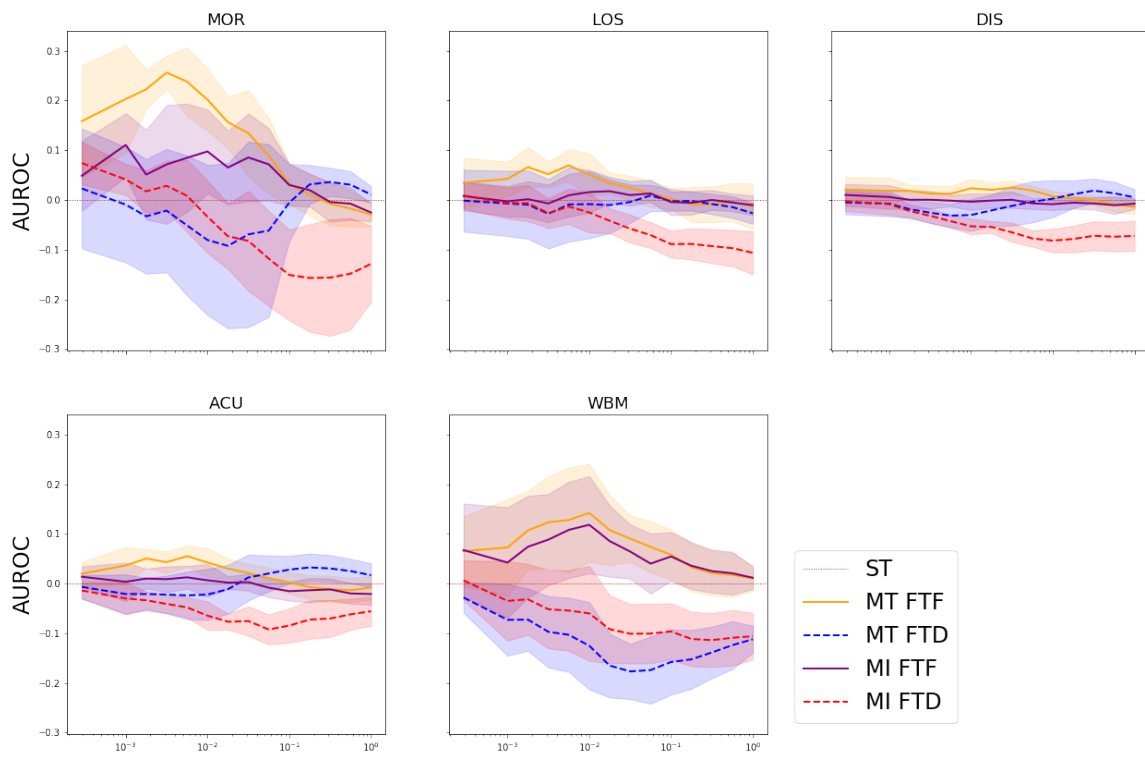 MOR LOS DIS
0.3
0.2
0.1
0.0
−0.1
−0.2
−0.3
AUROC
ACU WBM
0.3
0.2
0.1
0.0
−0.1
−0.2
−0.3
AUROC
10⁻³ 10⁻² 10⁻¹ 10⁰ 10⁻³ 10⁻² 10⁻¹ 10⁰
ST
MT FTF
MT FTD
MI FTF
MI FTD